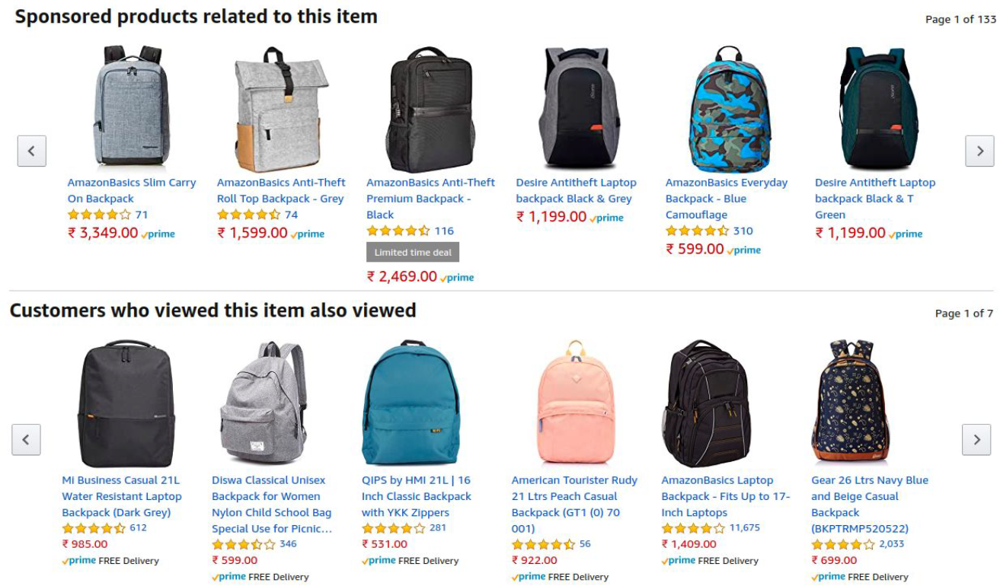 Sponsored products related to this item
Page 1 of 133
AmazonBasics Slim Carry
On Backpack
71
₹ 3,349.00 prime
AmazonBasics Anti-Theft
Roll Top Backpack - Grey
74
₹ 1,599.00 prime
AmazonBasics Anti-Theft
Premium Backpack -
Black
116
Limited time deal
₹ 2,469.00 prime
Desire Antitheft Laptop
backpack Black & Grey
₹ 1,199.00 prime
AmazonBasics Everyday
Backpack - Blue
Camouflage
310
₹ 599.00 prime
Desire Antitheft Laptop
backpack Black & T
Green
₹ 1,199.00 prime
Customers who viewed this item also viewed
Page 1 of 7
Mi Business Casual 21L
Water Resistant Laptop
Backpack (Dark Grey)
612
₹ 985.00
prime FREE Delivery
Diswa Classical Unisex
Backpack for Women
Nylon Child School Bag
Special Use for Picnic...
346
₹ 599.00
prime FREE Delivery
QIPS by HMI 21L | 16
Inch Classic Backpack
with YKK Zippers
281
₹ 531.00
prime FREE Delivery
American Tourister Rudy
21 Ltrs Peach Casual
Backpack (GT1 (0) 70
001)
56
₹ 922.00
prime FREE Delivery
AmazonBasics Laptop
Backpack - Fits Up to 17-
Inch Laptops
11,675
₹ 1,409.00
prime FREE Delivery
Gear 26 Ltrs Navy Blue
and Beige Casual
Backpack
(BKPTRMP520522)
2,033
₹ 699.00
prime FREE Delivery